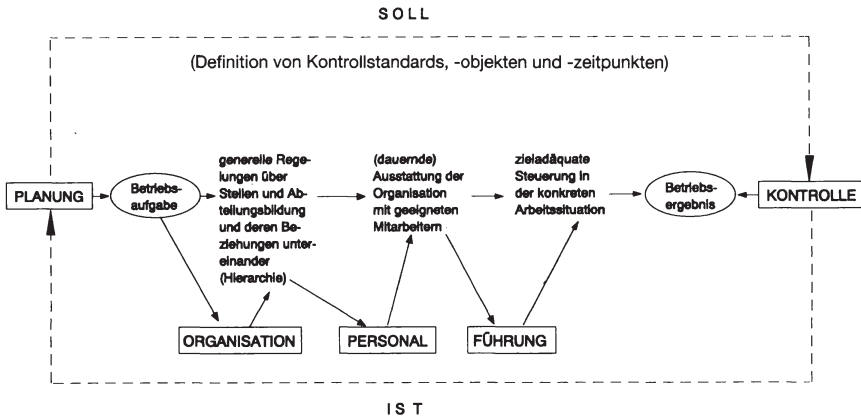 SOLL
(Definition von Kontrollstandards, -objekten und -zeitpunkten)
PLANUNG
Betriebs-
aufgabe
generelle Rege-
lungen über
Stellen und Ab-
teilungsbildung
und deren Be-
ziehungen unter-
einander
(Hierarchie)
(dauernde)
Ausstattung der
Organisation
mit geeigneten
Mitarbeitern
zieladäquate
Steuerung in
der konkreten
Arbeitssituation
Betriebs-
ergebnis
KONTROLLE
ORGANISATION
PERSONAL
FÜHRUNG
IST